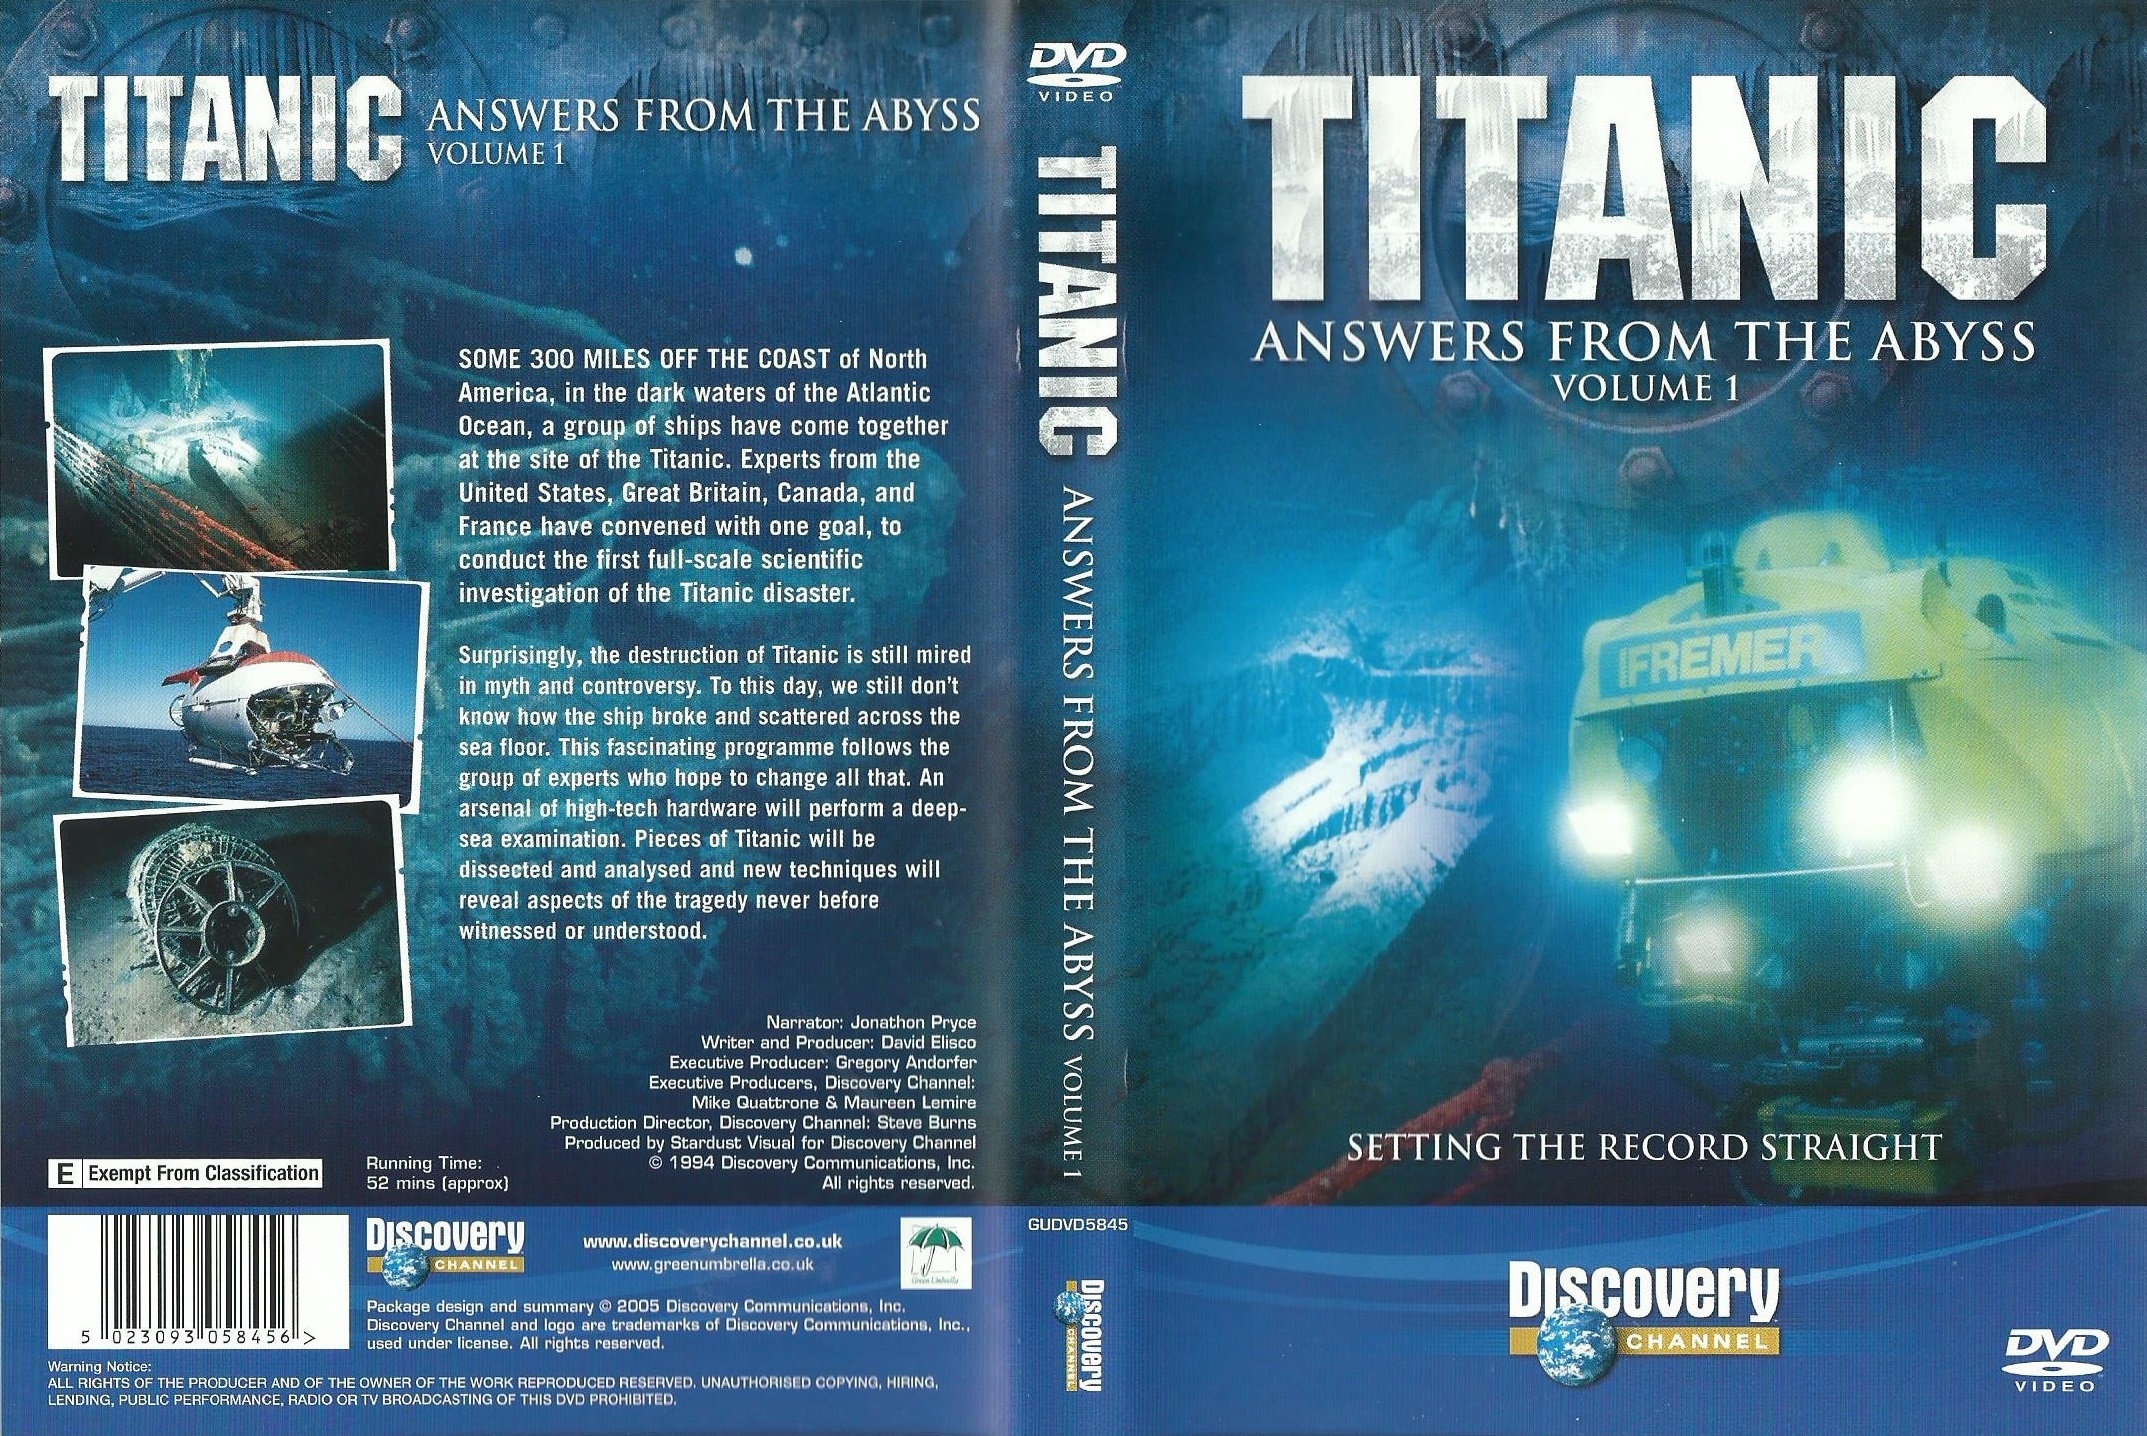 TITANIC
ANSWERS FROM THE ABYSS
VOLUME 1
SOME 300 MILES OFF THE COAST of North
America, in the dark waters of the Atlantic
Ocean, a group of ships have come together
at the site of the Titanic. Experts from the
United States, Great Britain, Canada, and
France have convened with one goal, to
conduct the first full-scale scientific
investigation of the Titanic disaster.
Surprisingly, the destruction of Titanic is still mired
in myth and controversy. To this day, we still don't
know how the ship broke and scattered across the
sea floor. This fascinating programme follows the
group of experts who hope to change all that. An
arsenal of high-tech hardware will perform a deep-
sea examination. Pieces of Titanic will be
dissected and analysed and new techniques will
reveal aspects of the tragedy never before
witnessed or understood.
Narrator: Jonathon Pryce
Writer and Producer: David Elisco
Executive Producer: Gregory Andorfer
Executive Producers, Discovery Channel:
Mike Quattrone & Maureen Lemire
Production Director, Discovery Channel: Steve Burns
Produced by Stardust Visual for Discovery Channel
© 1994 Discovery Communications, Inc.
All rights reserved.
E Exempt From Classification
Running Time:
52 mins (approx)
5 023093 058456 >
Discovery
CHANNEL
www.discoverychannel.co.uk
www.greenumbrella.co.uk
Green Umbrella
Package design and summary © 2005 Discovery Communications, Inc.
Discovery Channel and logo are trademarks of Discovery Communications, Inc.,
used under license. All rights reserved.
Warning Notice:
ALL RIGHTS OF THE PRODUCER AND OF THE OWNER OF THE WORK REPRODUCED RESERVED. UNAUTHORISED COPYING, HIRING,
LENDING, PUBLIC PERFORMANCE, RADIO OR TV BROADCASTING OF THIS DVD PROHIBITED.
DVD
VIDEO
TITANIC ANSWERS FROM THE ABYSS VOLUME 1
GUDVD5845
Discovery
CHANNEL
TITANIC
ANSWERS FROM THE ABYSS
VOLUME 1
IFREMER
SETTING THE RECORD STRAIGHT
Discovery
CHANNEL
DVD
VIDEO